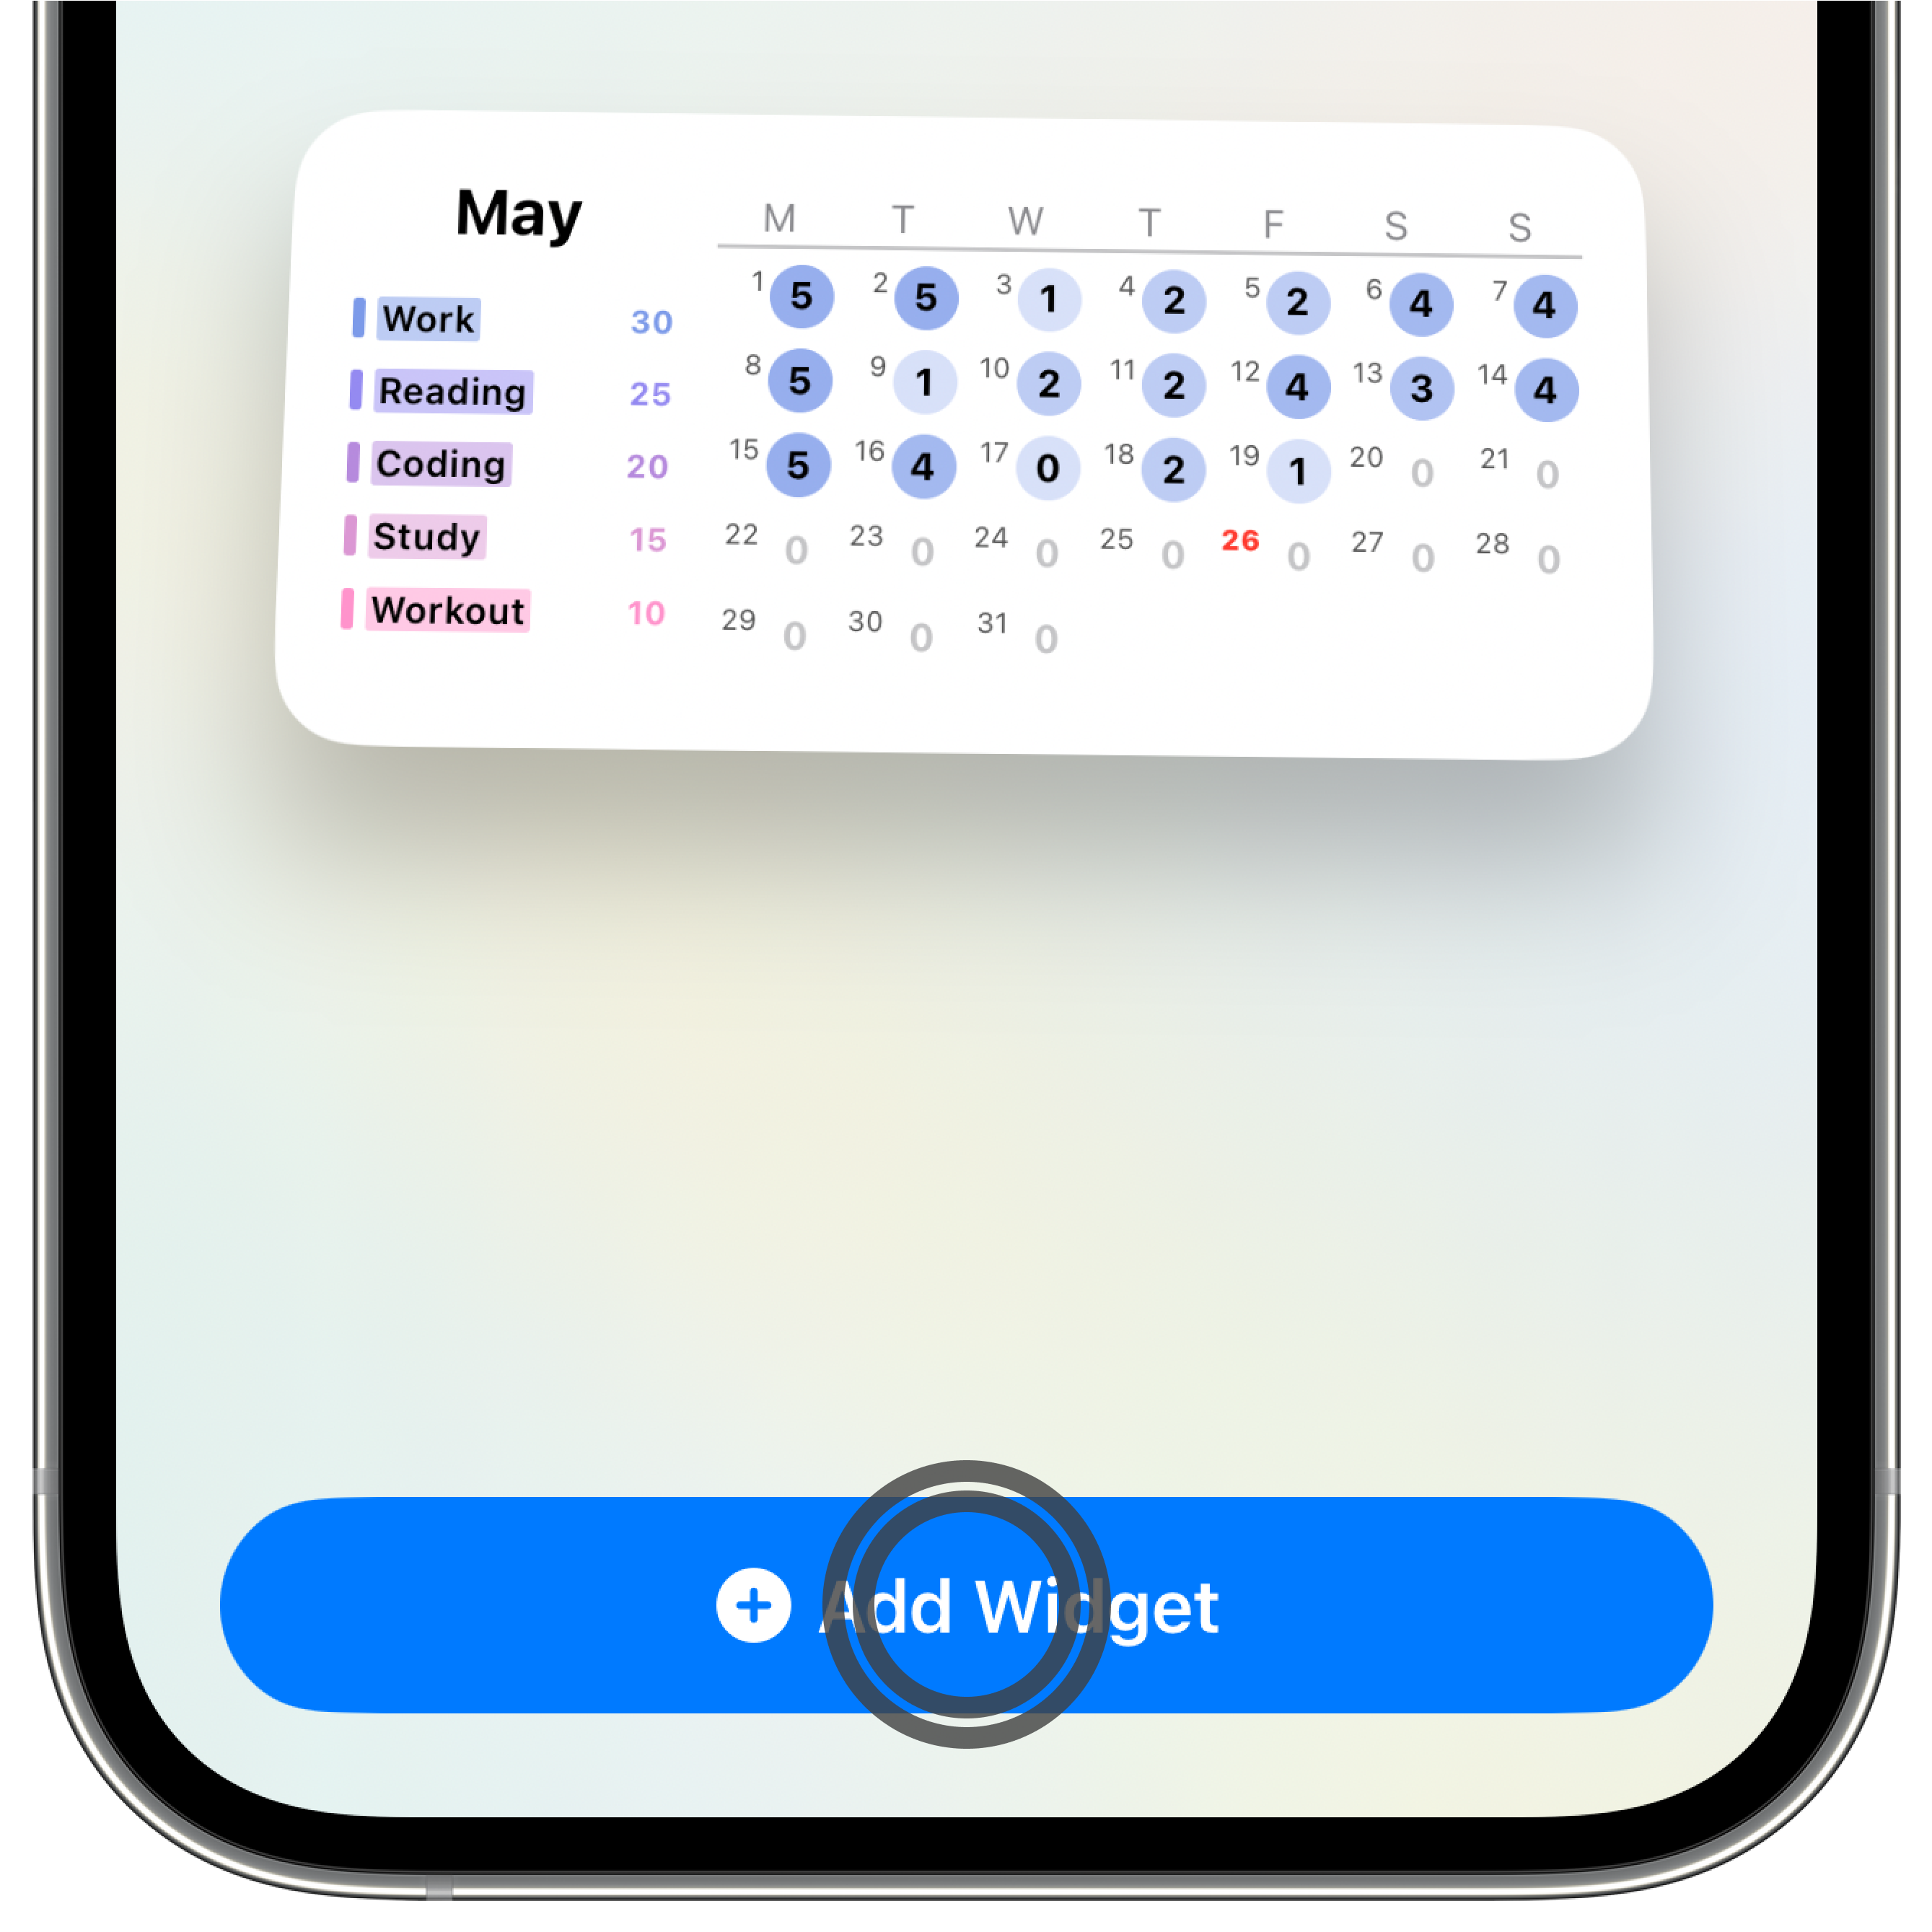 May
Work 30
Reading 25
Coding 20
Study 15
Workout 10
M T W T F S S
1 5 2 5 3 1 4 2 5 2 6 4 7 4
8 5 9 1 10 2 11 2 12 4 13 3 14 4
15 5 16 4 17 0 18 2 19 1 20 0 21 0
22 0 23 0 24 0 25 0 26 0 27 0 28 0
29 0 30 0 31 0
Add Widget